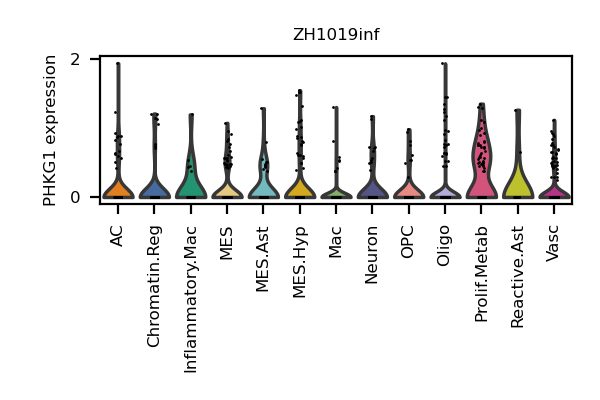 ZH1019inf
PHKG1 expression
2
0
AC
Chromatin.Reg
Inflammatory.Mac
MES
MES.Ast
MES.Hyp
Mac
Neuron
OPC
Oligo
Prolif.Metab
Reactive.Ast
Vasc